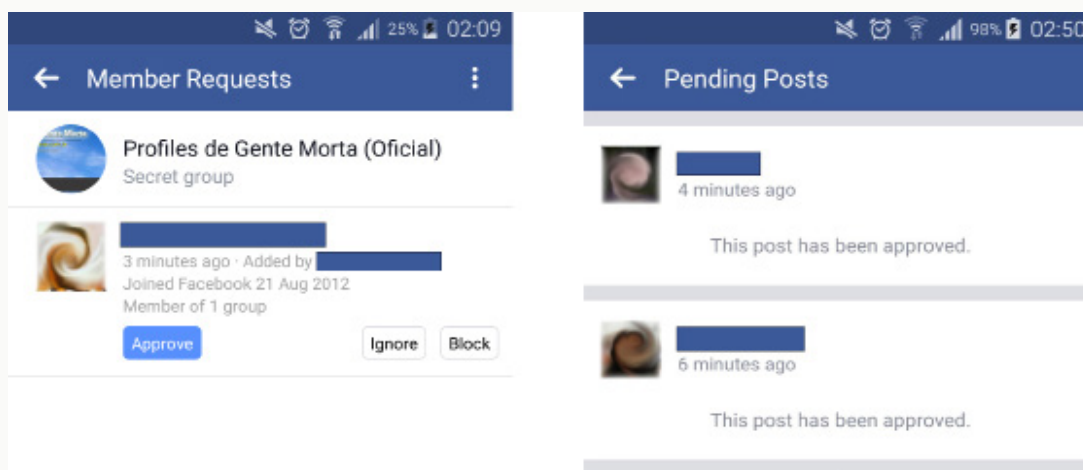 25% 02:09
Member Requests
Profiles de Gente Morta (Oficial)
Secret group
3 minutes ago · Added by
Joined Facebook 21 Aug 2012
Member of 1 group
Approve Ignore Block
98% 02:50
Pending Posts
4 minutes ago
This post has been approved.
6 minutes ago
This post has been approved.